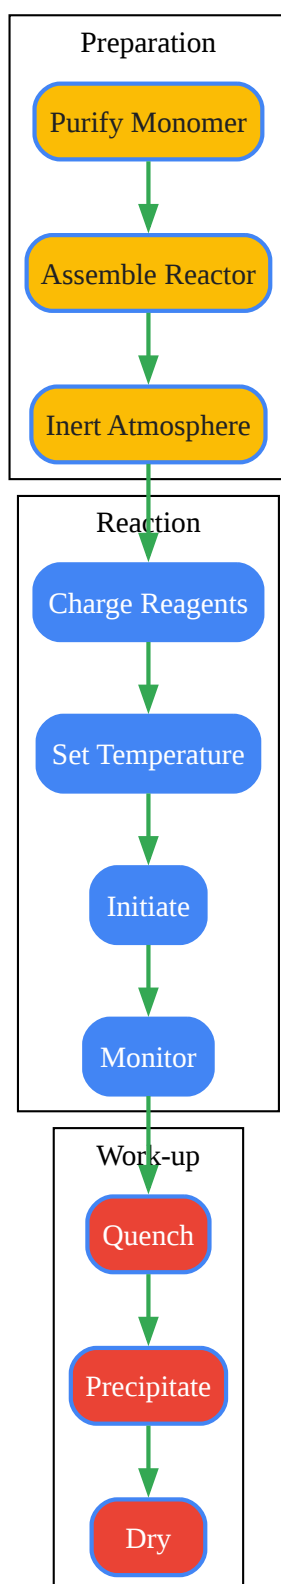 Preparation
Purify Monomer
Assemble Reactor
Inert Atmosphere
Reaction
Charge Reagents
Set Temperature
Initiate
Monitor
Work-up
Quench
Precipitate
Dry